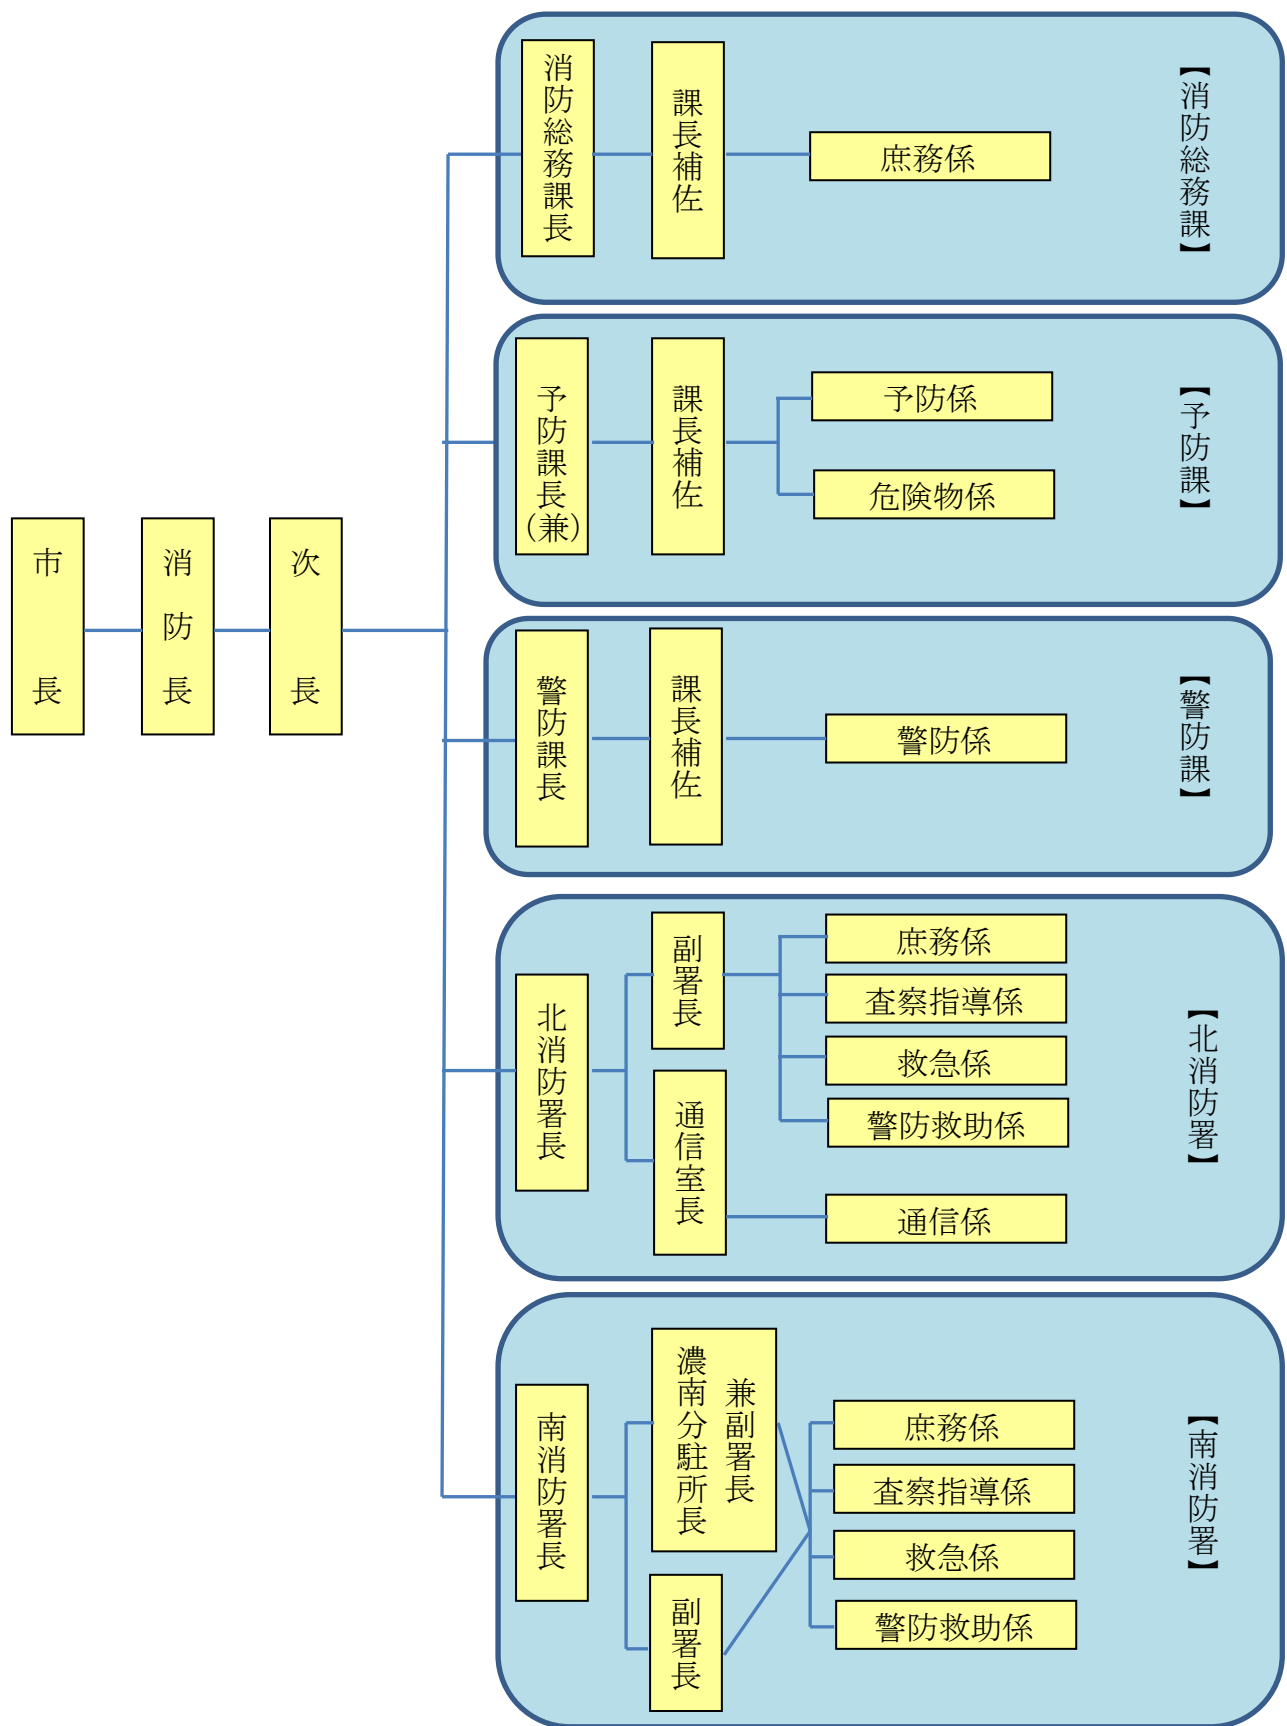 市長
消防長
次長
消防総務課長
課長補佐
庶務係
【消防総務課】
予防課長(兼)
課長補佐
予防係
危険物係
【予防課】
警防課長
課長補佐
警防係
【警防課】
北消防署長
副署長
庶務係
査察指導係
救急係
警防救助係
通信室長
通信係
【北消防署】
南消防署長
兼副署長
濃南分駐所長
副署長
庶務係
査察指導係
救急係
警防救助係
【南消防署】